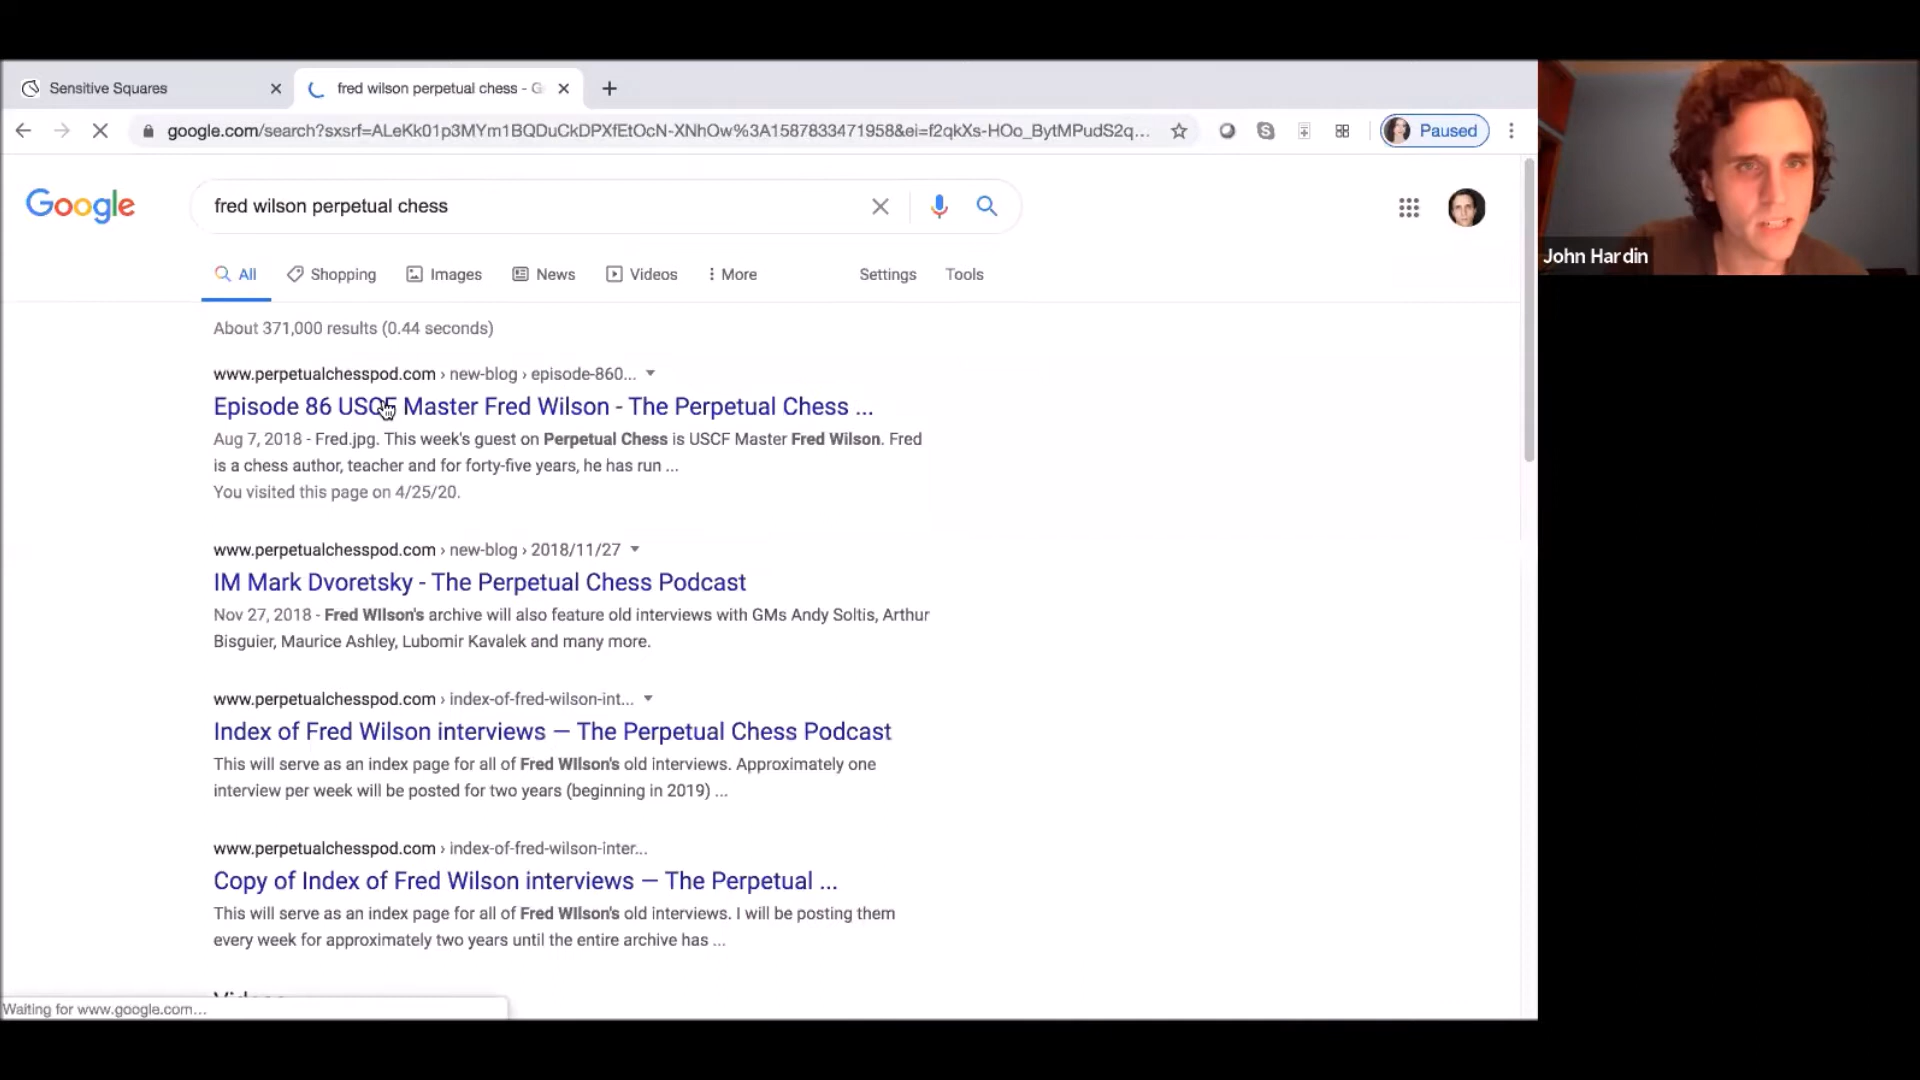 Sensitive Squares
fred wilson perpetual chess - G
google.com/search?sxsrf=ALeKk01p3MYm1BQDuCkDPXfEtOcN-XNhOw%3A1587833471958&ei=f2qkXs-HOo_BytMPudS2q...
Paused
Google
fred wilson perpetual chess
All Shopping Images News Videos More Settings Tools
About 371,000 results (0.44 seconds)
www.perpetualchesspod.com › new-blog › episode-860...
Episode 86 USCF Master Fred Wilson - The Perpetual Chess ...
Aug 7, 2018 - Fred.jpg. This week's guest on Perpetual Chess is USCF Master Fred Wilson. Fred
is a chess author, teacher and for forty-five years, he has run ...
You visited this page on 4/25/20.
www.perpetualchesspod.com › new-blog › 2018/11/27
IM Mark Dvoretsky - The Perpetual Chess Podcast
Nov 27, 2018 - Fred WIlson's archive will also feature old interviews with GMs Andy Soltis, Arthur
Bisguier, Maurice Ashley, Lubomir Kavalek and many more.
www.perpetualchesspod.com › index-of-fred-wilson-int...
Index of Fred Wilson interviews — The Perpetual Chess Podcast
This will serve as an index page for all of Fred WIlson's old interviews. Approximately one
interview per week will be posted for two years (beginning in 2019) ...
www.perpetualchesspod.com › index-of-fred-wilson-inter...
Copy of Index of Fred Wilson interviews — The Perpetual ...
This will serve as an index page for all of Fred WIlson's old interviews. I will be posting them
every week for approximately two years until the entire archive has ...
Waiting for www.google.com...
John Hardin